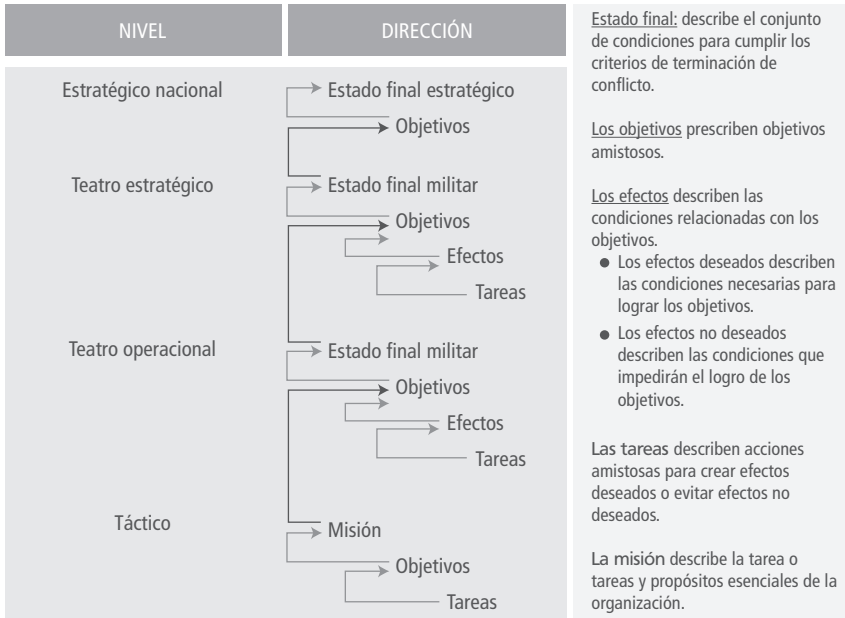 NIVEL
DIRECCIÓN
Estratégico nacional
Estado final estratégico
Objetivos
Teatro estratégico
Estado final militar
Objetivos
Efectos
Tareas
Teatro operacional
Estado final militar
Objetivos
Efectos
Tareas
Táctico
Misión
Objetivos
Tareas
Estado final: describe el conjunto
de condiciones para cumplir los
criterios de terminación de
conflicto.
Los objetivos prescriben objetivos
amistosos.
Los efectos describen las
condiciones relacionadas con los
objetivos.
● Los efectos deseados describen
las condiciones necesarias para
lograr los objetivos.
● Los efectos no deseados
describen las condiciones que
impedirán el logro de los
objetivos.
Las tareas describen acciones
amistosas para crear efectos
deseados o evitar efectos no
deseados.
La misión describe la tarea o
tareas y propósitos esenciales de la
organización.